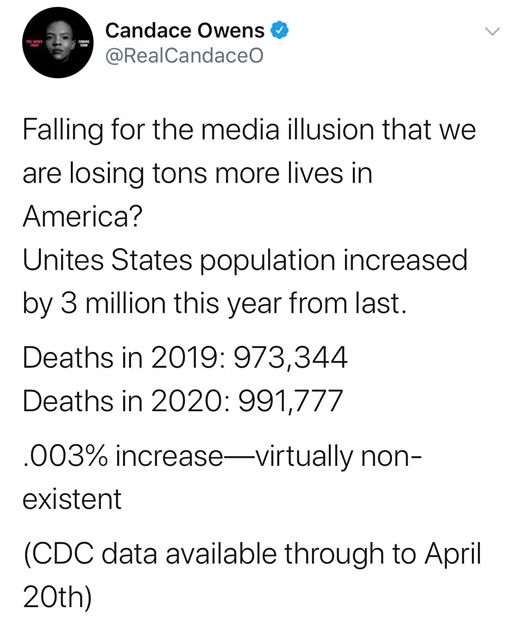 Candace Owens
@RealCandaceO
Falling for the media illusion that we
are losing tons more lives in
America?
Unites States population increased
by 3 million this year from last.
Deaths in 2019: 973,344
Deaths in 2020: 991,777
.003% increase—virtually non-
existent
(CDC data available through to April
20th)